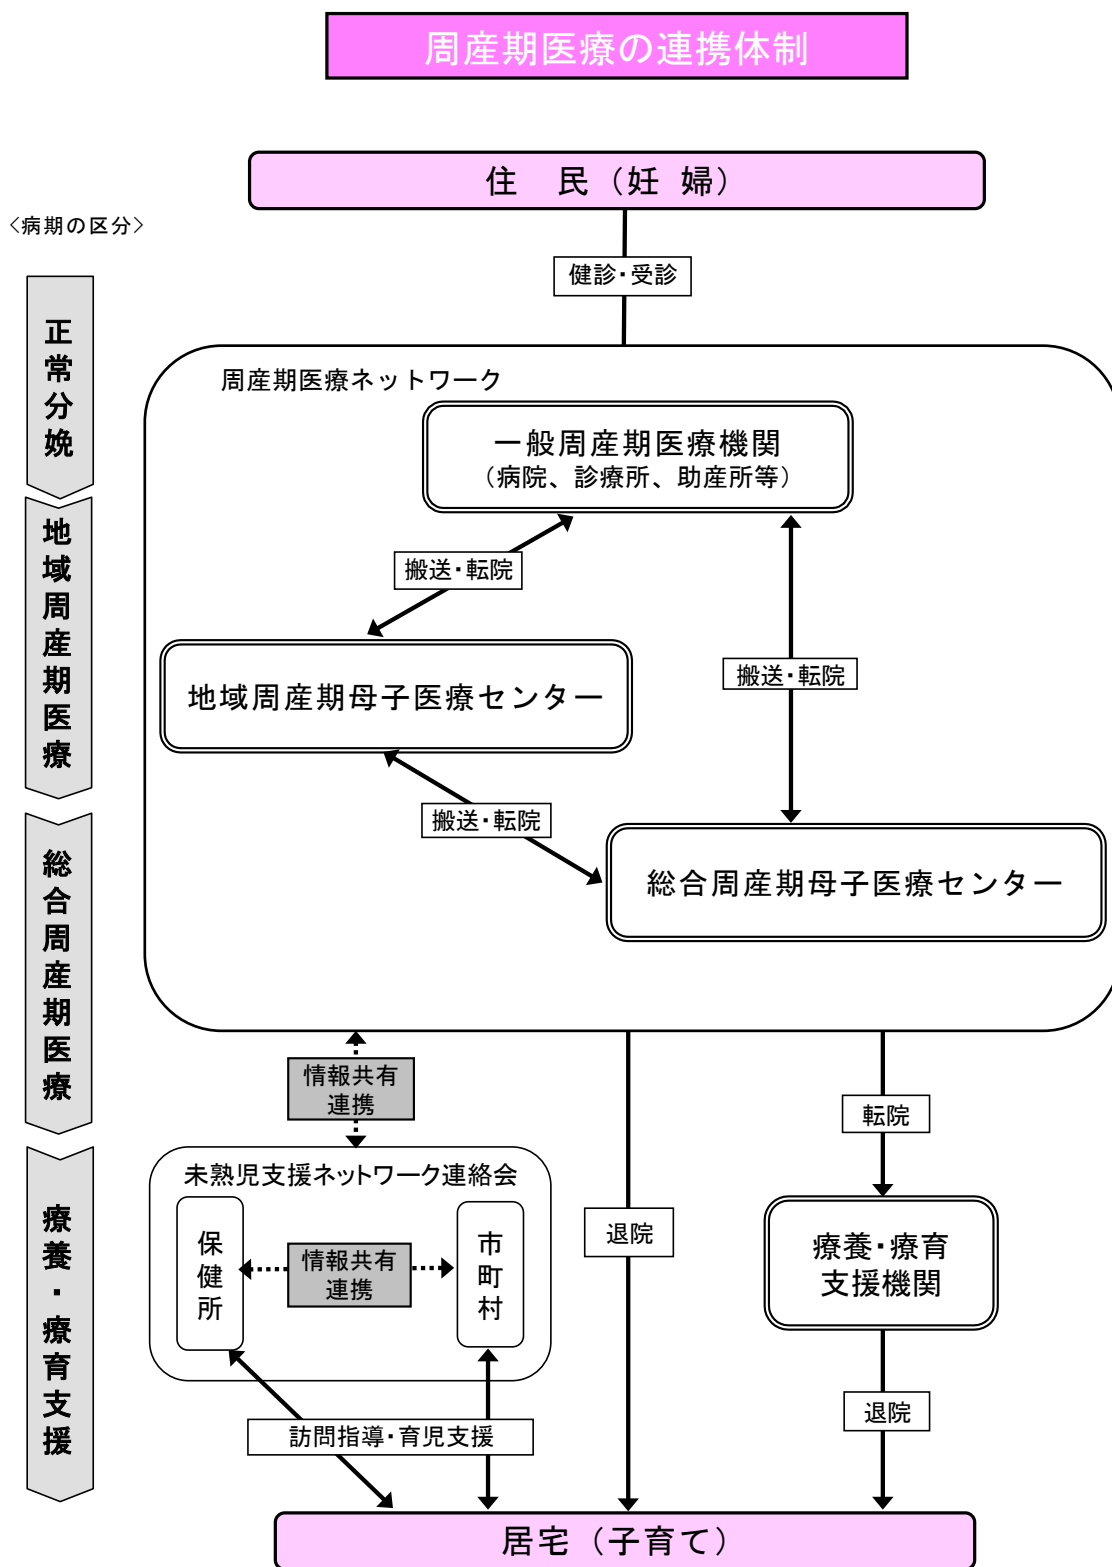 周産期医療の連携体制
住 民（妊 婦）
〈病期の区分〉
健診・受診
正常分娩
周産期医療ネットワーク
一般周産期医療機関
（病院、診療所、助産所等）
地域周産期医療
搬送・転院
搬送・転院
地域周産期母子医療センター
搬送・転院
総合周産期母子医療センター
総合周産期医療
情報共有
連携
転院
未熟児支援ネットワーク連絡会
保健所
情報共有
連携
市町村
退院
療養・療育
支援機関
療養・療育支援
退院
訪問指導・育児支援
居宅（子育て）